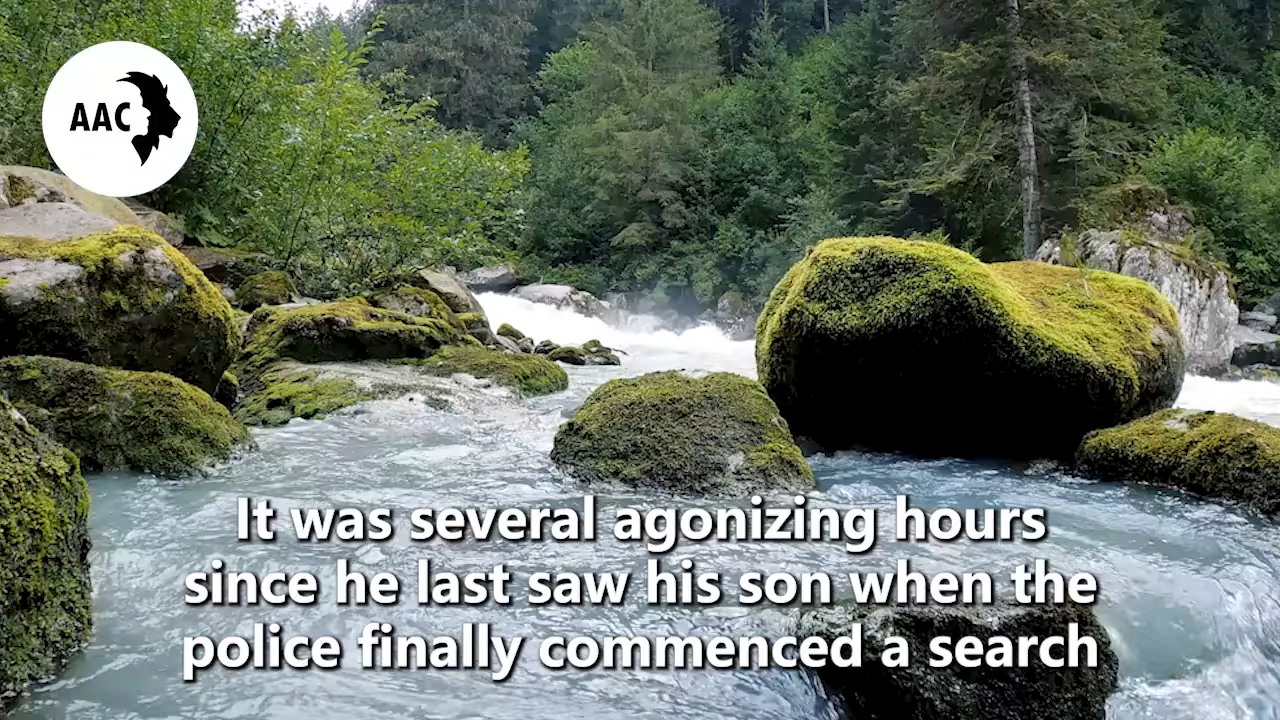 AAC
It was several agonizing hours
since he last saw his son when the
police finally commenced a search